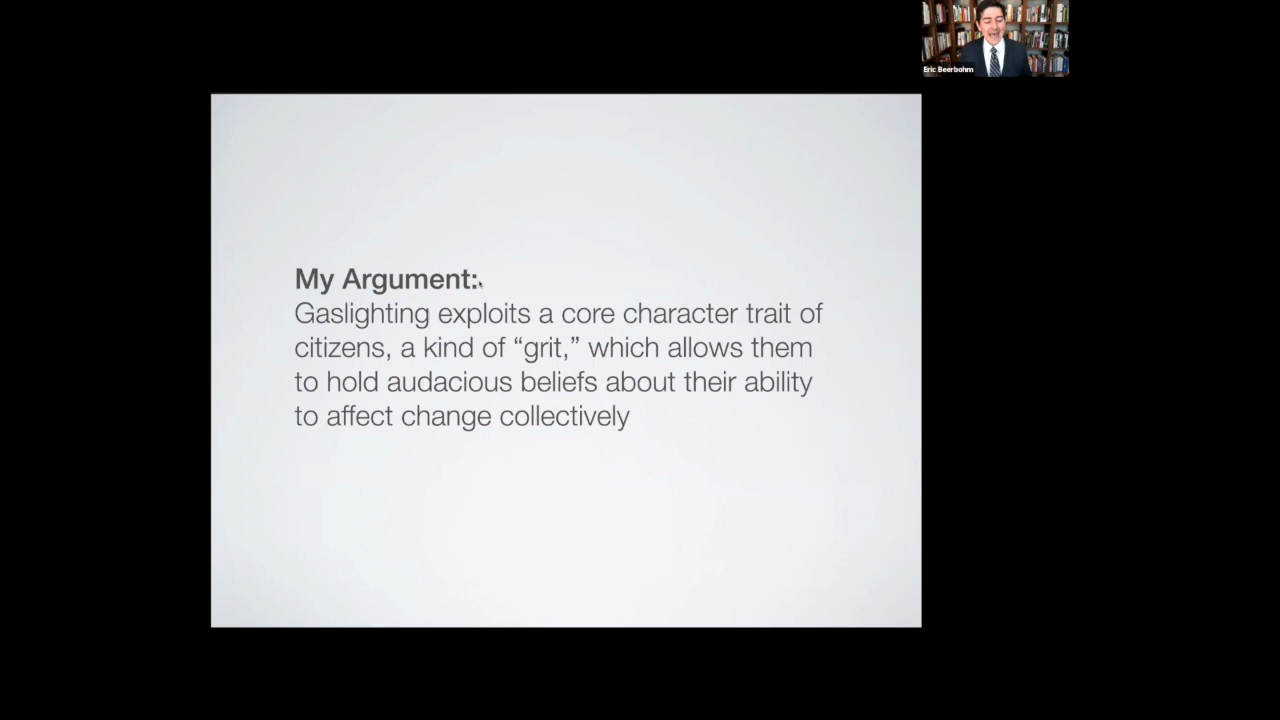 Eric Beerbohm
My Argument:
Gaslighting exploits a core character trait of
citizens, a kind of “grit,” which allows them
to hold audacious beliefs about their ability
to affect change collectively